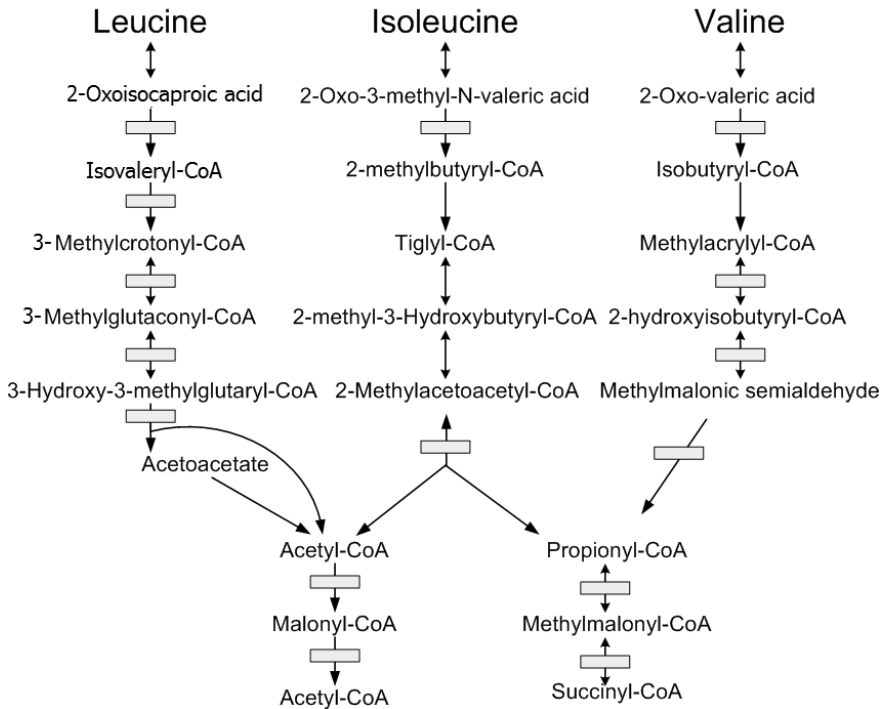 Leucine Isoleucine Valine
2-Oxoisocaproic acid 2-Oxo-3-methyl-N-valeric acid 2-Oxo-valeric acid
Isovaleryl-CoA 2-methylbutyryl-CoA Isobutyryl-CoA
3-Methylcrotonyl-CoA Tiglyl-CoA Methylacrylyl-CoA
3-Methylglutaconyl-CoA 2-methyl-3-Hydroxybutyryl-CoA 2-hydroxyisobutyryl-CoA
3-Hydroxy-3-methylglutaryl-CoA 2-Methylacetoacetyl-CoA Methylmalonic semialdehyde
Acetoacetate
Acetyl-CoA Propionyl-CoA
Malonyl-CoA Methylmalonyl-CoA
Acetyl-CoA Succinyl-CoA